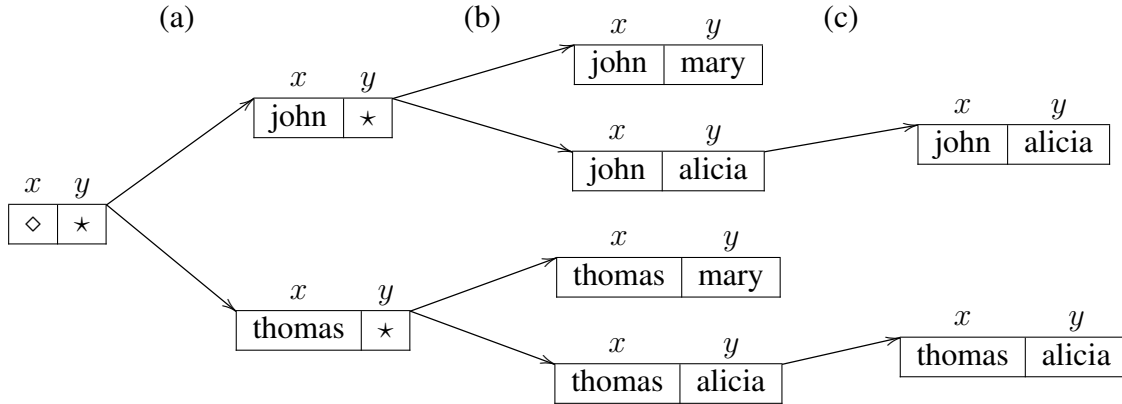 (a) (b) (c)
x y
john mary
x y
john ⋆
x y
john alicia
x y
john alicia
x y
◇ ⋆
x y
thomas mary
x y
thomas ⋆
x y
thomas alicia
x y
thomas alicia